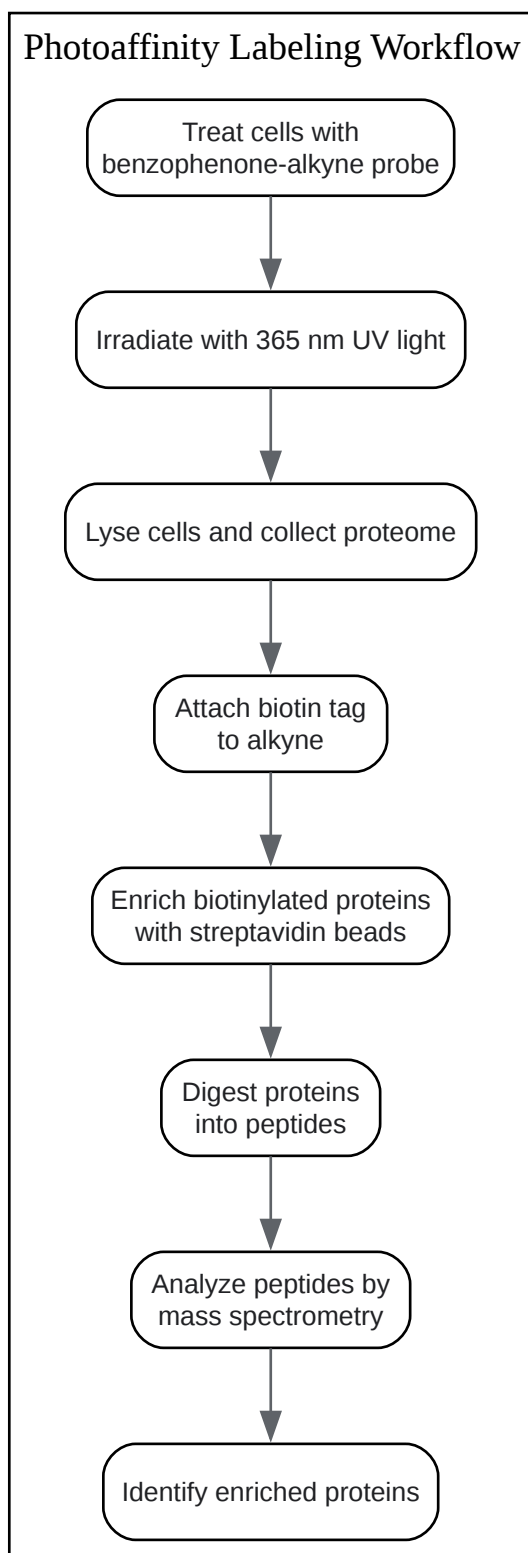 Photoaffinity Labeling Workflow
Treat cells with
benzophenone-alkyne probe
Irradiate with 365 nm UV light
Lyse cells and collect proteome
Attach biotin tag
to alkyne
Enrich biotinylated proteins
with streptavidin beads
Digest proteins
into peptides
Analyze peptides by
mass spectrometry
Identify enriched proteins